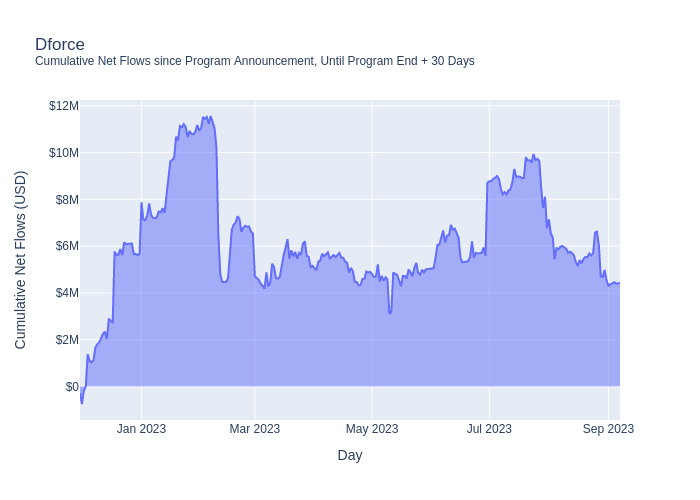 Dforce
Cumulative Net Flows since Program Announcement, Until Program End + 30 Days
Cumulative Net Flows (USD)
$12M
$10M
$8M
$6M
$4M
$2M
$0
Jan 2023
Mar 2023
May 2023
Jul 2023
Sep 2023
Day